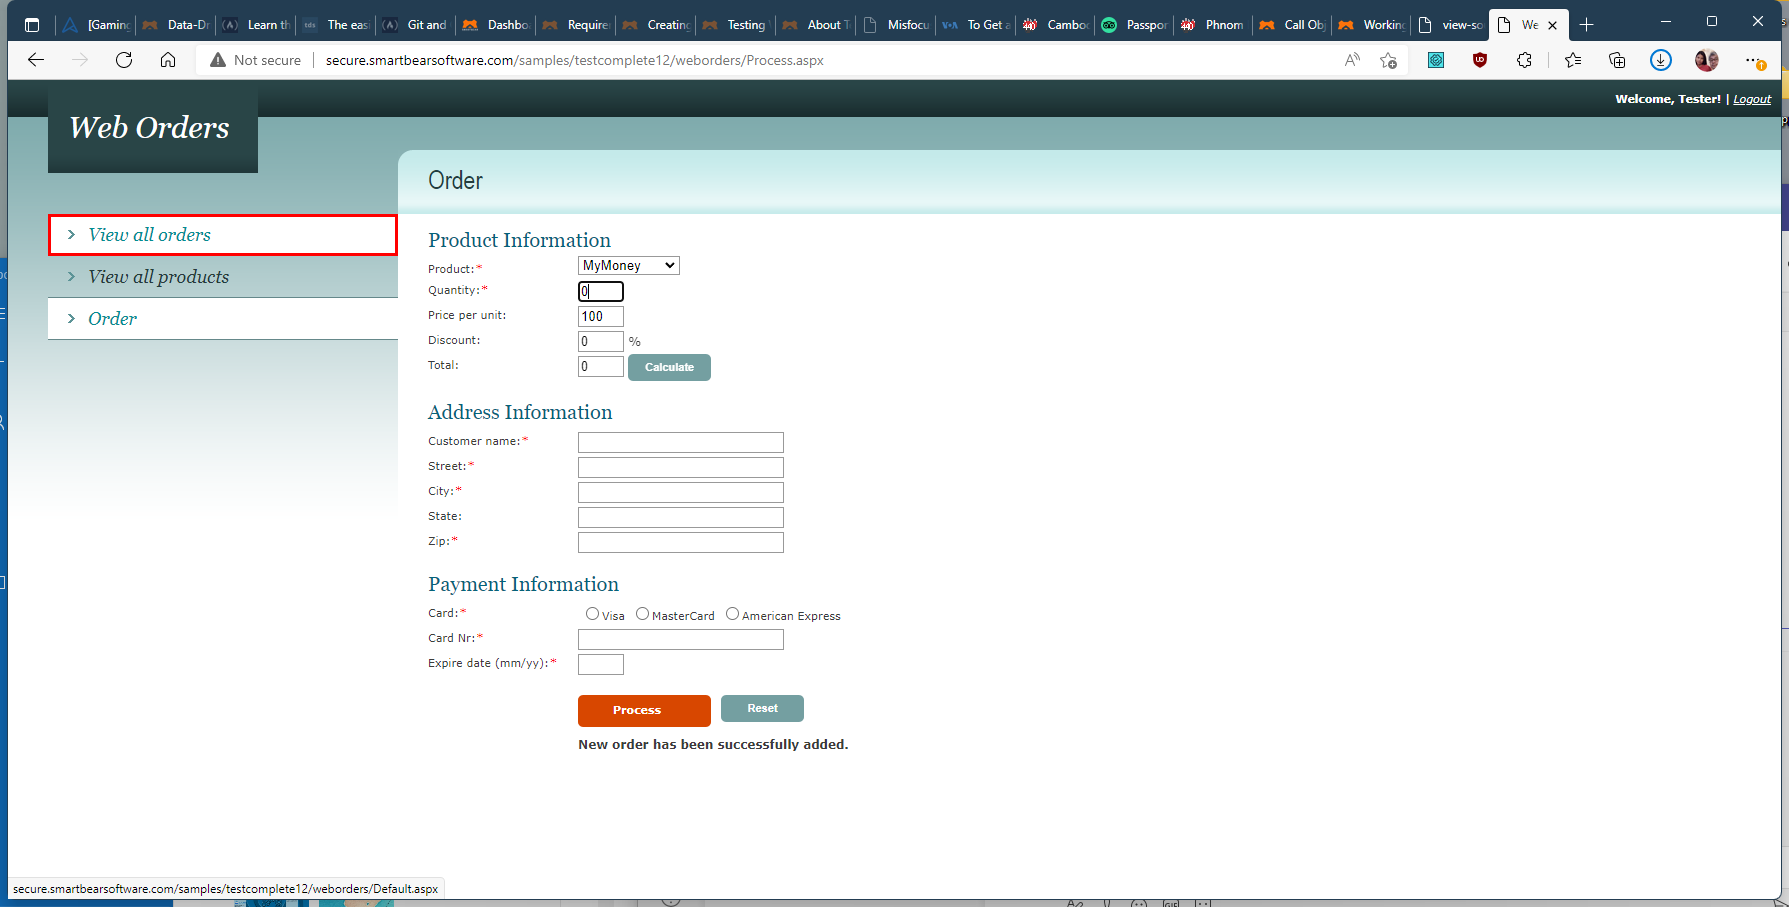 [Gaming
Data-Dr
Learn th
tds
The eas
Git and
Dashbo
Require
Creating
Testing
About T
Misfocu
VOA
To Get a
Cambo
Passpor
Phnom
Call Obj
Working
view-so
We
Not secure
secure.smartbearsoftware.com/samples/testcomplete12/weborders/Process.aspx
Welcome, Tester! | Logout
Web Orders
Order
View all orders
View all products
Order
Product Information
Product:* MyMoney
Quantity:* 0
Price per unit: 100
Discount: 0 %
Total: 0 Calculate
Address Information
Customer name:*
Street:*
City:*
State:
Zip:*
Payment Information
Card:* Visa MasterCard American Express
Card Nr:*
Expire date (mm/yy):*
Process Reset
New order has been successfully added.
secure.smartbearsoftware.com/samples/testcomplete12/weborders/Default.aspx